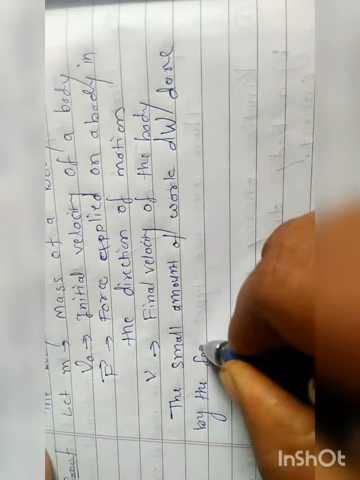 Let m → Mass of a body
V₀ → Initial velocity of a body
F → Force applied on a body in
the direction of motion
V → Final velocity of the body
The small amount of work dW done
by the
InShOt